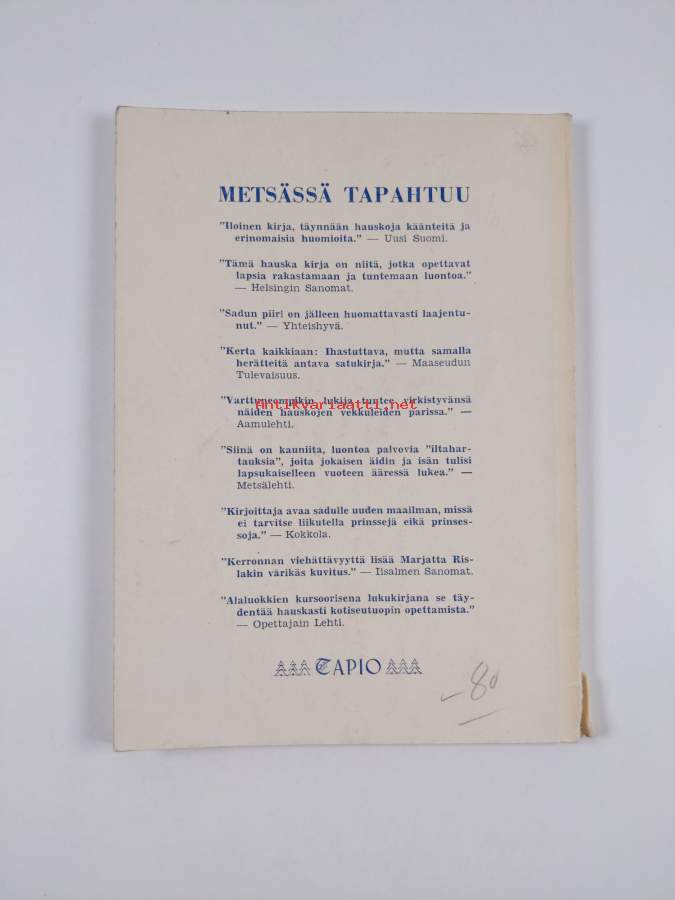 METSÄSSÄ TAPAHTUU
"Iloinen kirja, täynnään hauskoja käänteitä ja
erinomaisia huomioita." — Uusi Suomi.
"Tämä hauska kirja on niitä, jotka opettavat
lapsia rakastamaan ja tuntemaan luontoa."
— Helsingin Sanomat.
"Sadun piiri on jälleen huomattavasti laajentu-
nut." — Yhteishyvä.
"Kerta kaikkiaan: Ihastuttava, mutta samalla
herätteitä antava satukirja." — Maaseudun
Tulevaisuus.
"Varttuneempikin lukija tuntee virkistyvänsä
Antikvariaatti.net
näiden hauskojen vekkuleiden parissa." —
Aamulehti.
"Siinä on kauniita, luontoa palvovia "iltahar-
tauksia", joita jokaisen äidin ja isän tulisi
lapsukaiselleen vuoteen ääressä lukea." —
Metsälehti.
"Kirjoittaja avaa sadulle uuden maailman, missä
ei tarvitse liikutella prinssejä eikä prinses-
soja." — Kokkola.
"Kerronnan viehättävyyttä lisää Marjatta Ris-
lakin värikäs kuvitus." — Iisalmen Sanomat.
"Alaluokkien kursoorisena lukukirjana se täy-
dentää hauskasti kotiseutuopin opettamista."
— Opettajain Lehti.
TAPIO
–80